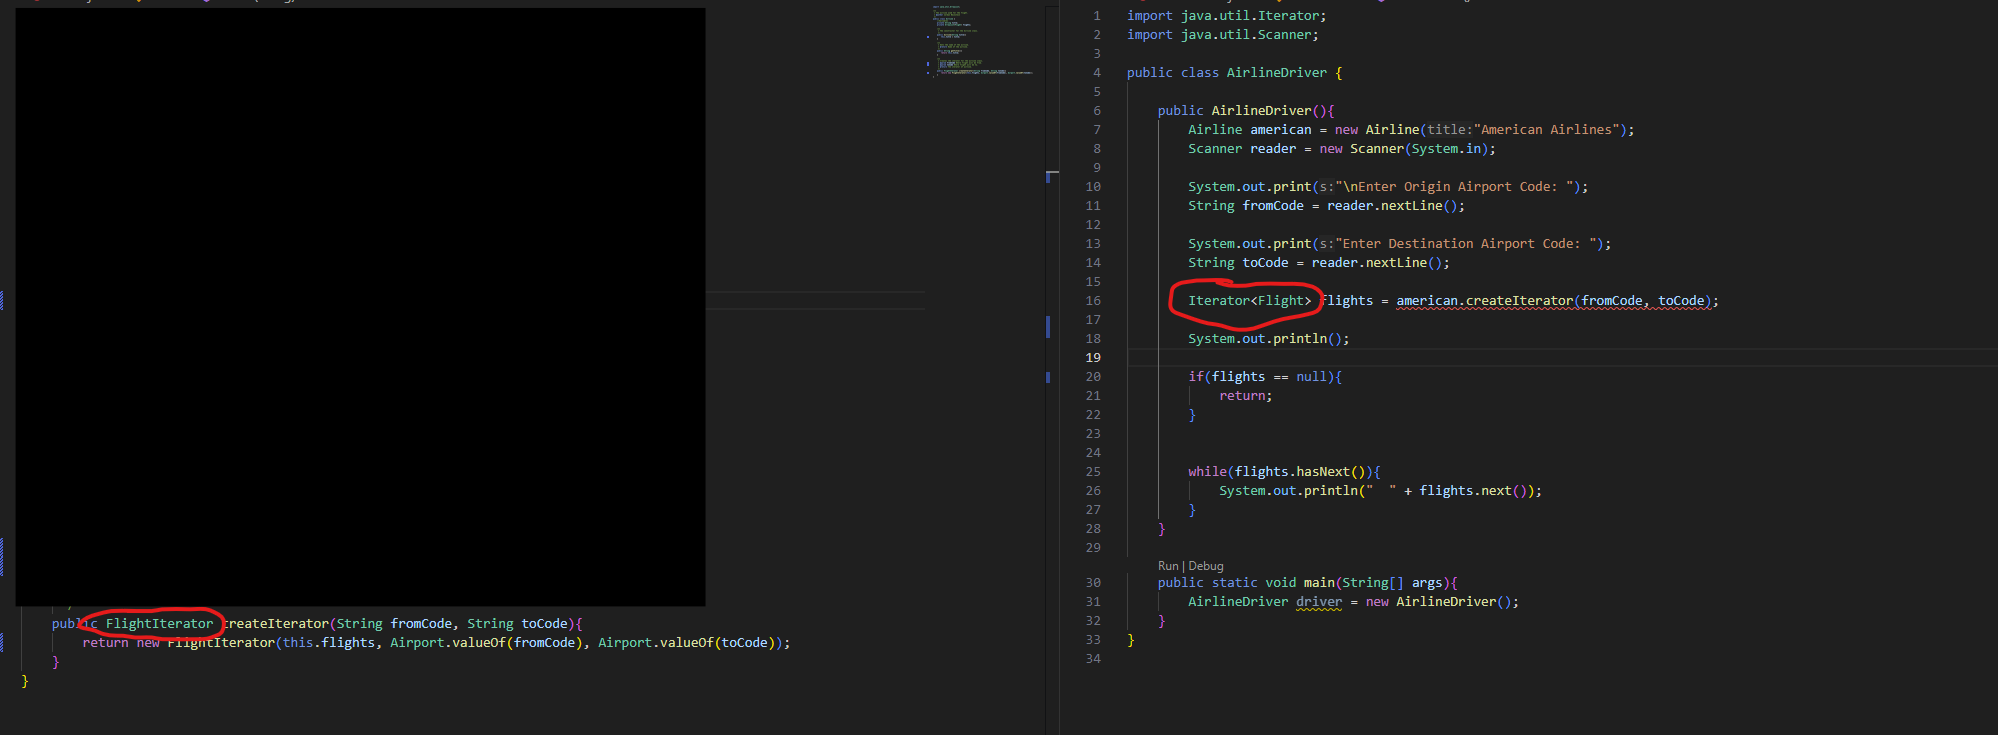 public FlightIterator createIterator(String fromCode, String toCode){
return new FlightIterator(this.flights, Airport.valueOf(fromCode), Airport.valueOf(toCode));
}
}
1 import java.util.Iterator;
2 import java.util.Scanner;
3
4 public class AirlineDriver {
5
6 public AirlineDriver(){
7 Airline american = new Airline(title:"American Airlines");
8 Scanner reader = new Scanner(System.in);
9
10 System.out.print(s:"\nEnter Origin Airport Code: ");
11 String fromCode = reader.nextLine();
12
13 System.out.print(s:"Enter Destination Airport Code: ");
14 String toCode = reader.nextLine();
15
16 Iterator<Flight> flights = american.createIterator(fromCode, toCode);
17
18 System.out.println();
19
20 if(flights == null){
21 return;
22 }
23
24
25 while(flights.hasNext()){
26 System.out.println("  " + flights.next());
27 }
28 }
29
Run | Debug
30 public static void main(String[] args){
31 AirlineDriver driver = new AirlineDriver();
32 }
33 }
34